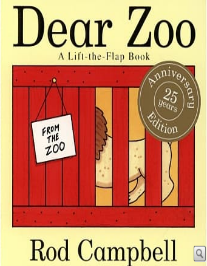 Dear Zoo
A Lift-the-Flap Book
Anniversary
25
years
Edition
FROM
THE
ZOO
Rod Campbell